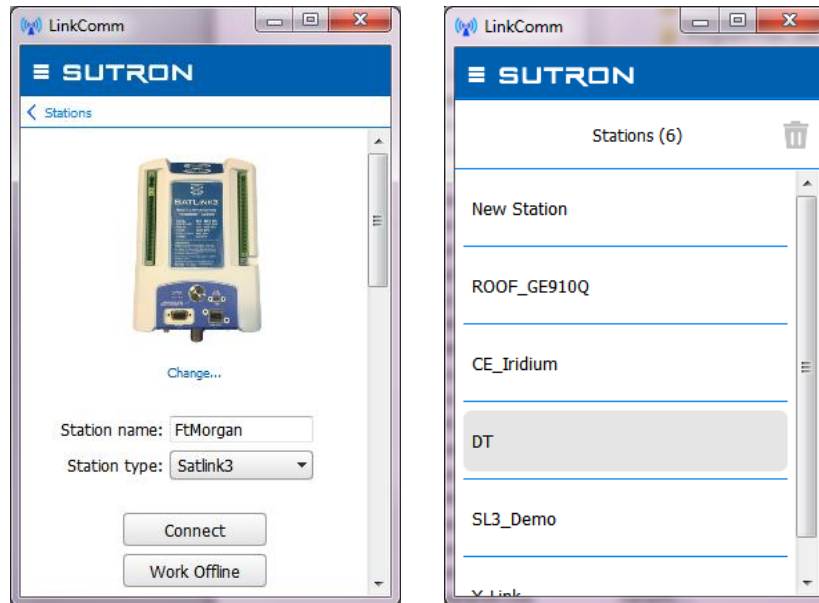 LinkComm
SUTRON
Stations
SATLINK3
Change...
Station name: FtMorgan
Station type: Satlink3
Connect
Work Offline
LinkComm
SUTRON
Stations (6)
New Station
ROOF_GE910Q
CE_Iridium
DT
SL3_Demo